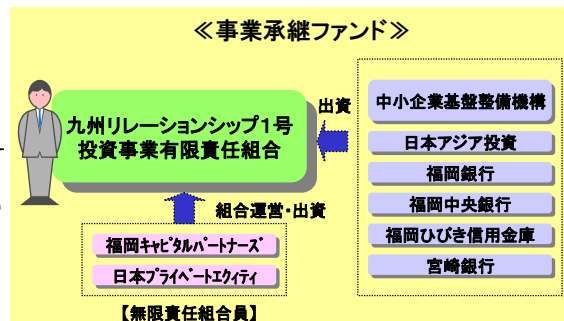 ≪事業承継ファンド≫
九州リレーションシップ1号
投資事業有限責任組合
出資
中小企業基盤整備機構
日本アジア投資
福岡銀行
福岡中央銀行
福岡ひびき信用金庫
宮崎銀行
組合運営・出資
福岡ｷｬﾋﾟﾀﾙﾊﾟｰﾄﾅｰｽﾞ
日本ﾌﾟﾗｲﾍﾞｰﾄｴｸｨﾃｨ
【無限責任組合員】